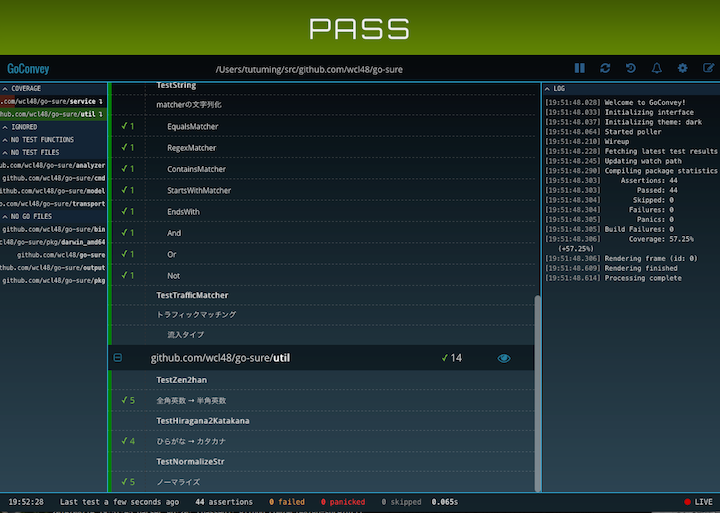 PASS
GoConvey
/Users/tutuming/src/github.com/wcl48/go-sure
COVERAGE
.com/wcl48/go-sure/service
hub.com/wcl48/go-sure/util
IGNORED
NO TEST FUNCTIONS
NO TEST FILES
ub.com/wcl48/go-sure/analyzer
github.com/wcl48/go-sure/cmd
hub.com/wcl48/go-sure/model
com/wcl48/go-sure/transport
NO GO FILES
github.com/wcl48/go-sure/bin
cl48/go-sure/pkg/darwin_amd64
github.com/wcl48/go-sure
ub.com/wcl48/go-sure/output
github.com/wcl48/go-sure/pkg
TestString
matcherの文字列化
✓ 1 EqualsMatcher
✓ 1 RegexMatcher
✓ 1 ContainsMatcher
✓ 1 StartsWithMatcher
✓ 1 EndsWith
✓ 1 And
✓ 1 Or
✓ 1 Not
TestTrafficMatcher
トラフィックマッチング
流入タイプ
github.com/wcl48/go-sure/util ✓ 14
TestZen2han
✓ 5 全角英数 → 半角英数
TestHiragana2Katakana
✓ 4 ひらがな → カタカナ
TestNormalizeStr
✓ 5 ノーマライズ
LOG
[19:51:48.028] Welcome to GoConvey!
[19:51:48.033] Initializing interface
[19:51:48.037] Initializing theme: dark
[19:51:48.064] Started poller
[19:51:48.210] Wireup
[19:51:48.228] Fetching latest test results
[19:51:48.245] Updating watch path
[19:51:48.290] Compiling package statistics
[19:51:48.303] Assertions: 44
[19:51:48.303] Passed: 44
[19:51:48.304] Skipped: 0
[19:51:48.304] Failures: 0
[19:51:48.305] Panics: 0
[19:51:48.305] Build Failures: 0
[19:51:48.306] Coverage: 57.25%
(+57.25%)
[19:51:48.306] Rendering frame (id: 0)
[19:51:48.609] Rendering finished
[19:51:48.614] Processing complete
19:52:28 Last test a few seconds ago 44 assertions 0 failed 0 panicked 0 skipped 0.065s LIVE